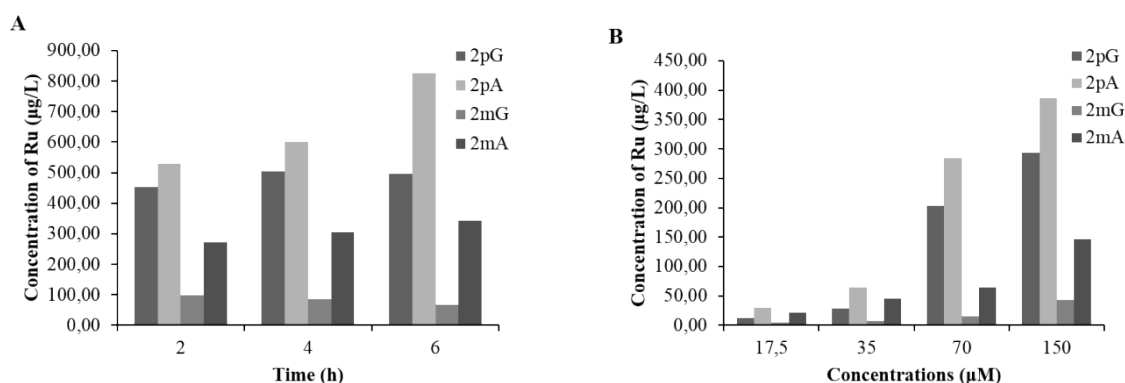 A
Concentration of Ru (µg/L)
900,00
800,00
700,00
600,00
500,00
400,00
300,00
200,00
100,00
0,00
2
4
6
Time (h)
2pG
2pA
2mG
2mA
B
Concentration of Ru (µg/L)
450,00
400,00
350,00
300,00
250,00
200,00
150,00
100,00
50,00
0,00
17,5
35
70
150
Concentrations (µM)
2pG
2pA
2mG
2mA